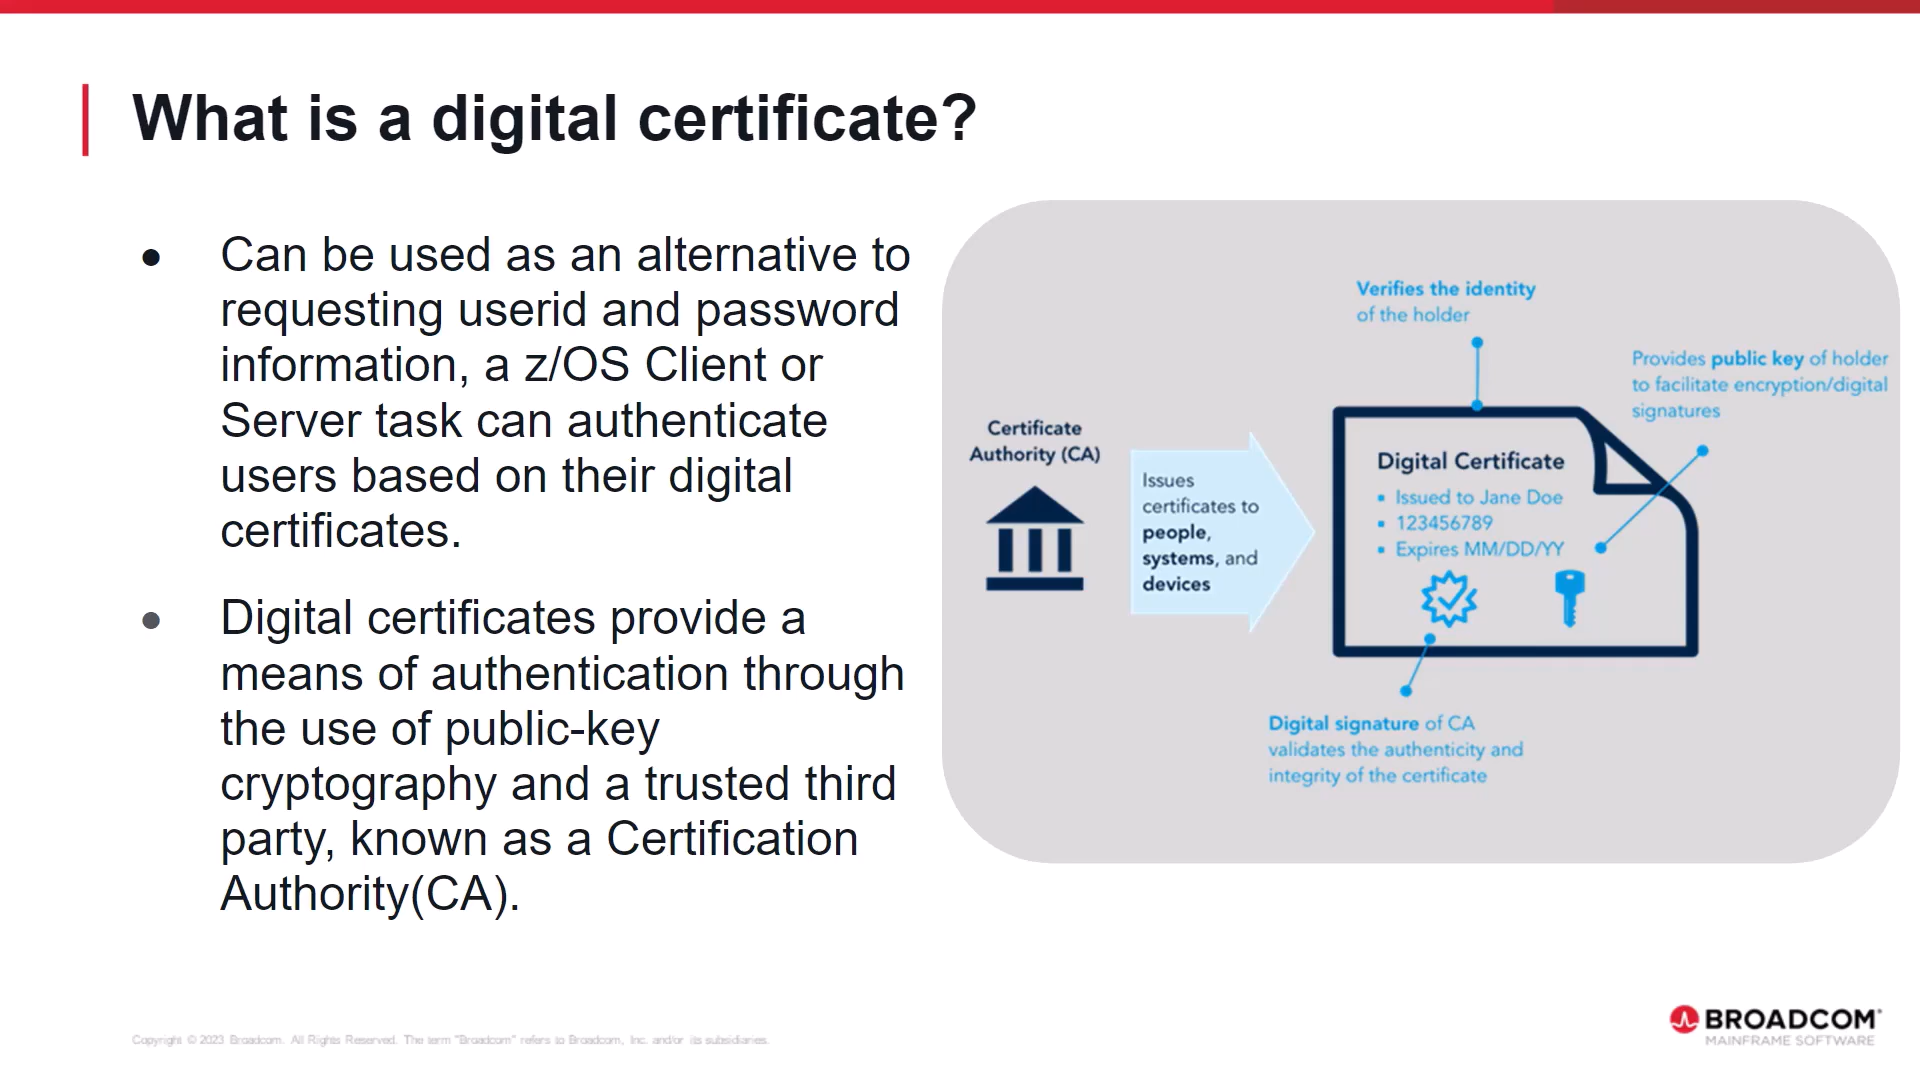 What is a digital certificate?
● Can be used as an alternative to
requesting userid and password
information, a z/OS Client or
Server task can authenticate
users based on their digital
certificates.
● Digital certificates provide a
means of authentication through
the use of public-key
cryptography and a trusted third
party, known as a Certification
Authority(CA).
Certificate
Authority (CA)
Issues
certificates to
people,
systems, and
devices
Verifies the identity
of the holder
Provides public key of holder
to facilitate encryption/digital
signatures
Digital Certificate
▪ Issued to Jane Doe
▪ 123456789
▪ Expires MM/DD/YY
Digital signature of CA
validates the authenticity and
integrity of the certificate
Copyright © 2023 Broadcom. All Rights Reserved. The term "Broadcom" refers to Broadcom, Inc. and/or its subsidiaries.
BROADCOM®
MAINFRAME SOFTWARE